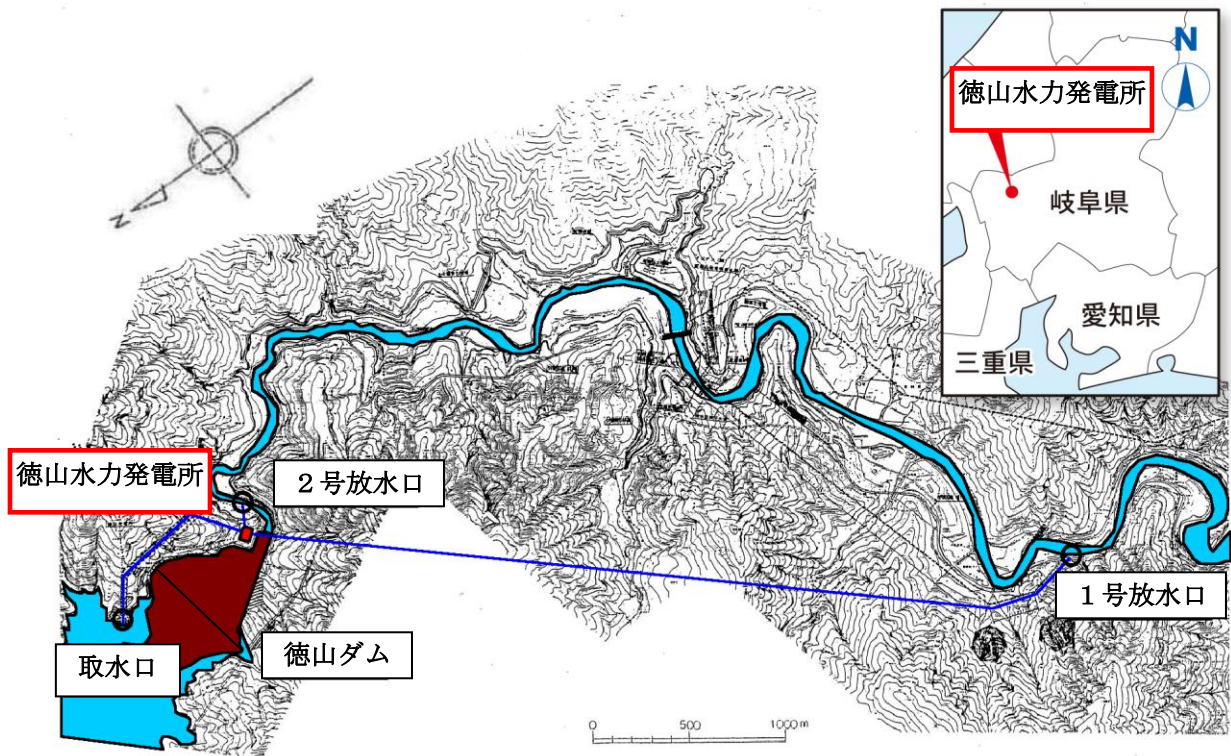 N
徳山水力発電所
岐阜県
愛知県
三重県
N
徳山水力発電所
２号放水口
１号放水口
取水口
徳山ダム
0 500 1000m